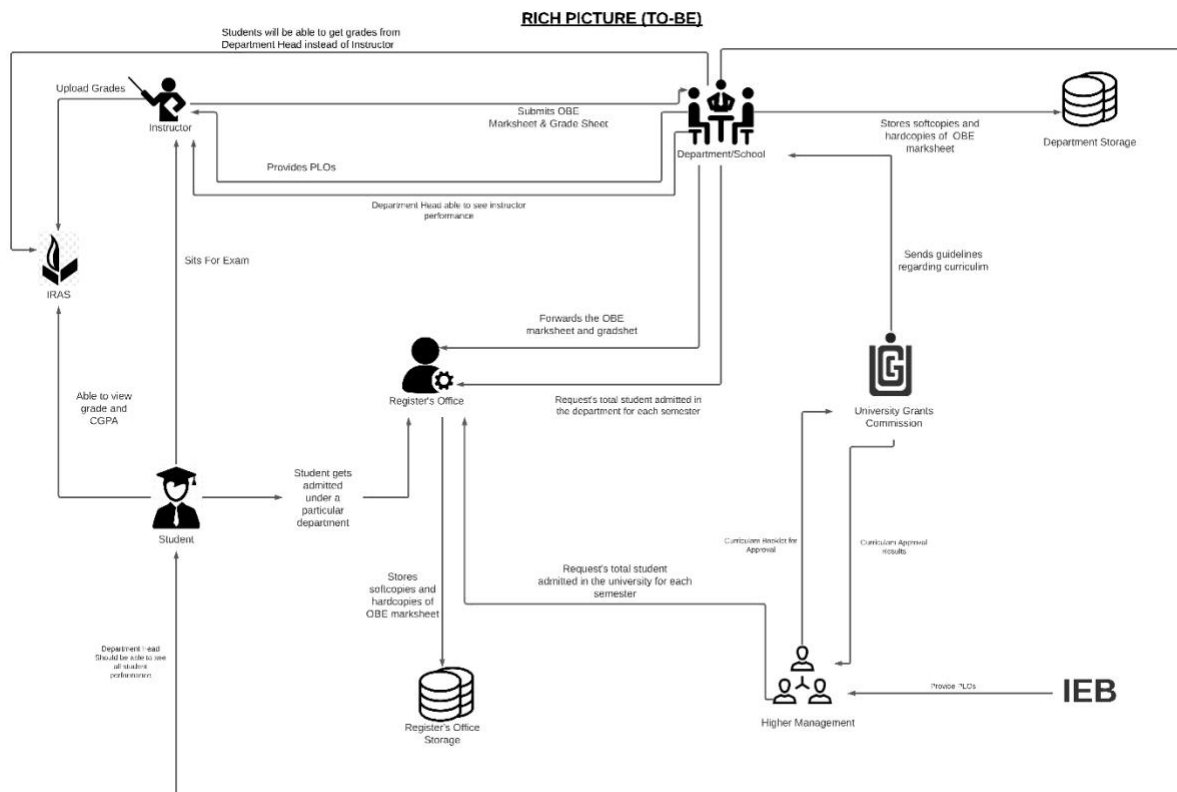 RICH PICTURE (TO-BE)
Students will be able to get grades from
Department Head instead of Instructor
Upload Grades
Instructor
Submits OBE
Marksheet & Grade Sheet
Department/School
Stores softcopies and
hardcopies of OBE
marksheet
Department Storage
Provides PLOs
Department Head able to see instructor
performance
IRAS
Sits For Exam
Sends guidelines
regarding curriculim
Forwards the OBE
marksheet and gradshet
Register's Office
Request's total student admitted in
the department for each semester
UGC
University Grants
Commission
Able to view
grade and
CGPA
Student gets
admitted
under a
particular
department
Student
Curriculam Booklet for
Approval
Curriculam Approval
Results
Request's total student
admitted in the university for each
semester
Stores
softcopies and
hardcopies of
OBE marksheet
Department Head
Should be able to see
all student
performance
Register's Office
Storage
Higher Management
Provide PLOs
IEB